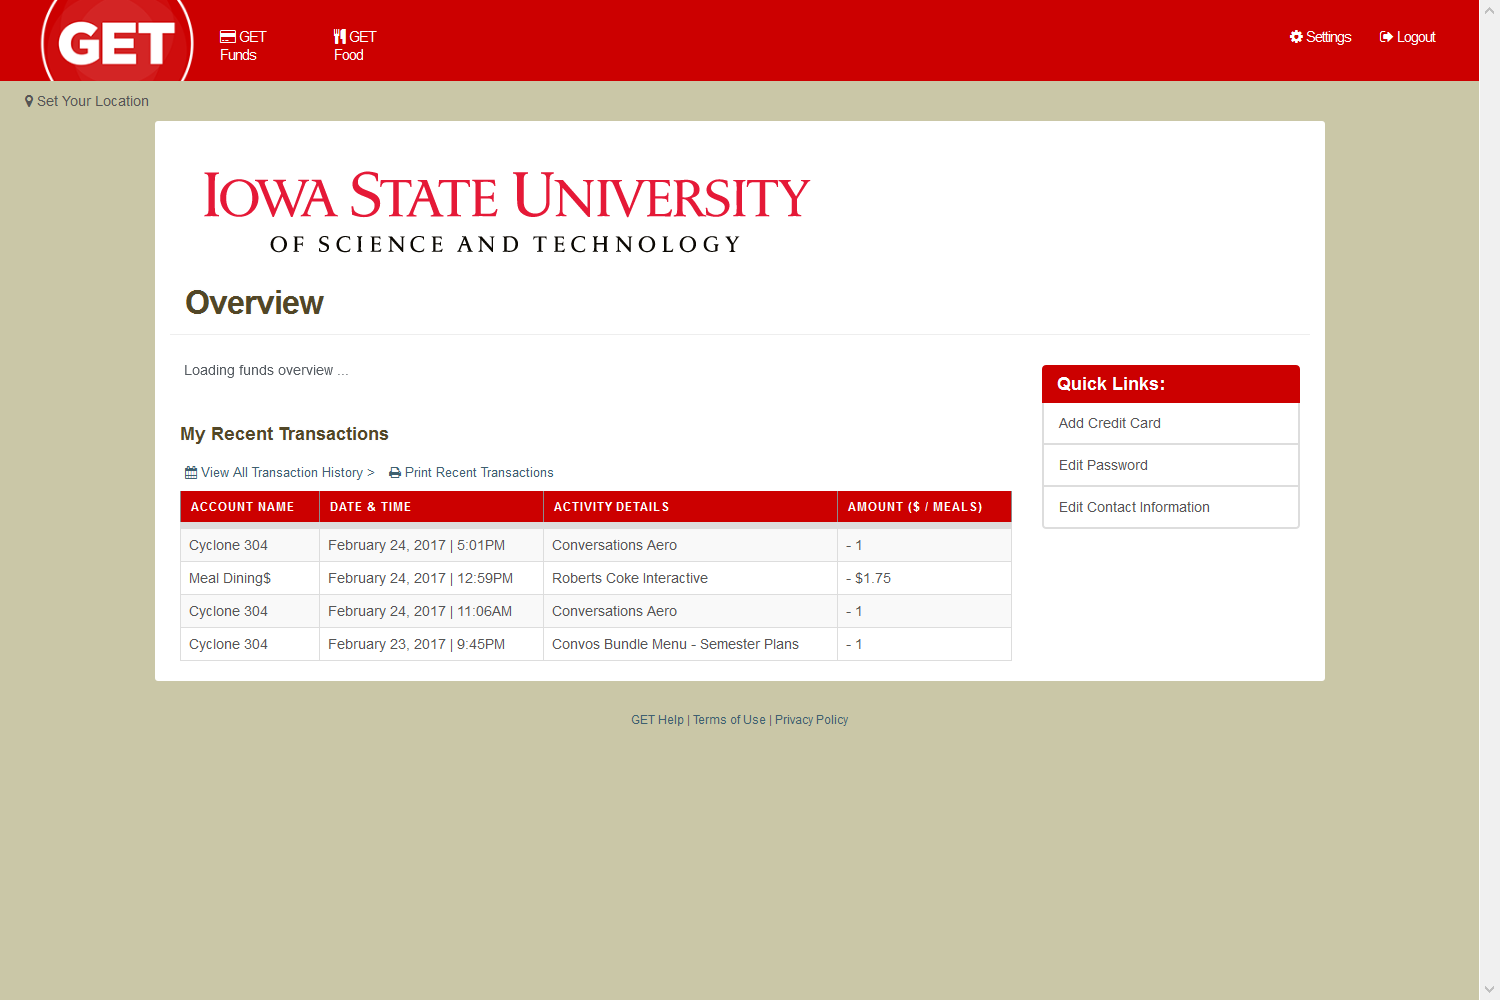 GET
GET
Funds
GET
Food
Settings
Logout
Set Your Location
IOWA STATE UNIVERSITY
OF SCIENCE AND TECHNOLOGY
Overview
Loading funds overview ...
Quick Links:
Add Credit Card
Edit Password
Edit Contact Information
My Recent Transactions
View All Transaction History > Print Recent Transactions
ACCOUNT NAME DATE & TIME ACTIVITY DETAILS AMOUNT ($ / MEALS)
Cyclone 304 February 24, 2017 | 5:01PM Conversations Aero - 1
Meal Dining$ February 24, 2017 | 12:59PM Roberts Coke Interactive - $1.75
Cyclone 304 February 24, 2017 | 11:06AM Conversations Aero - 1
Cyclone 304 February 23, 2017 | 9:45PM Convos Bundle Menu - Semester Plans - 1
GET Help | Terms of Use | Privacy Policy